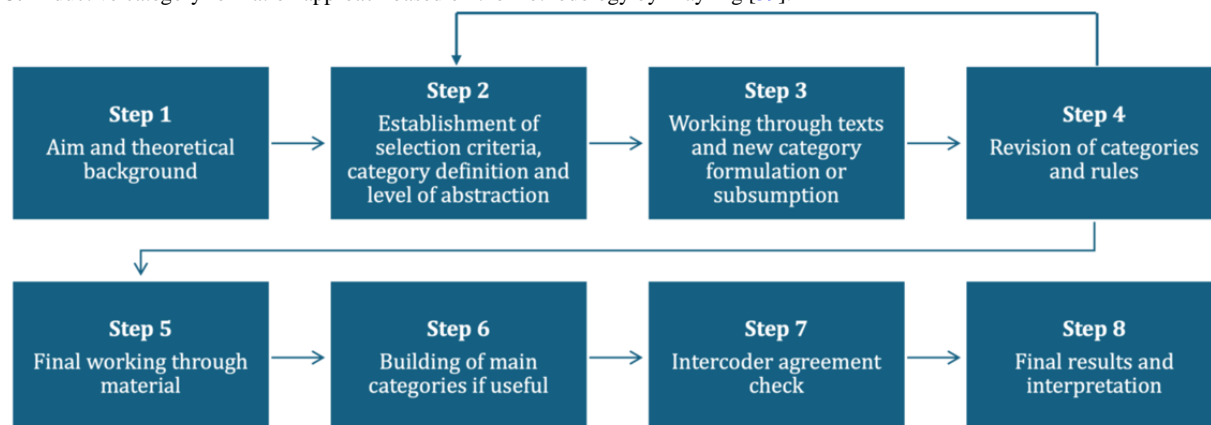 Step 1
Aim and theoretical
background
Step 2
Establishment of
selection criteria,
category definition and
level of abstraction
Step 3
Working through texts
and new category
formulation or
subsumption
Step 4
Revision of categories
and rules
Step 5
Final working through
material
Step 6
Building of main
categories if useful
Step 7
Intercoder agreement
check
Step 8
Final results and
interpretation